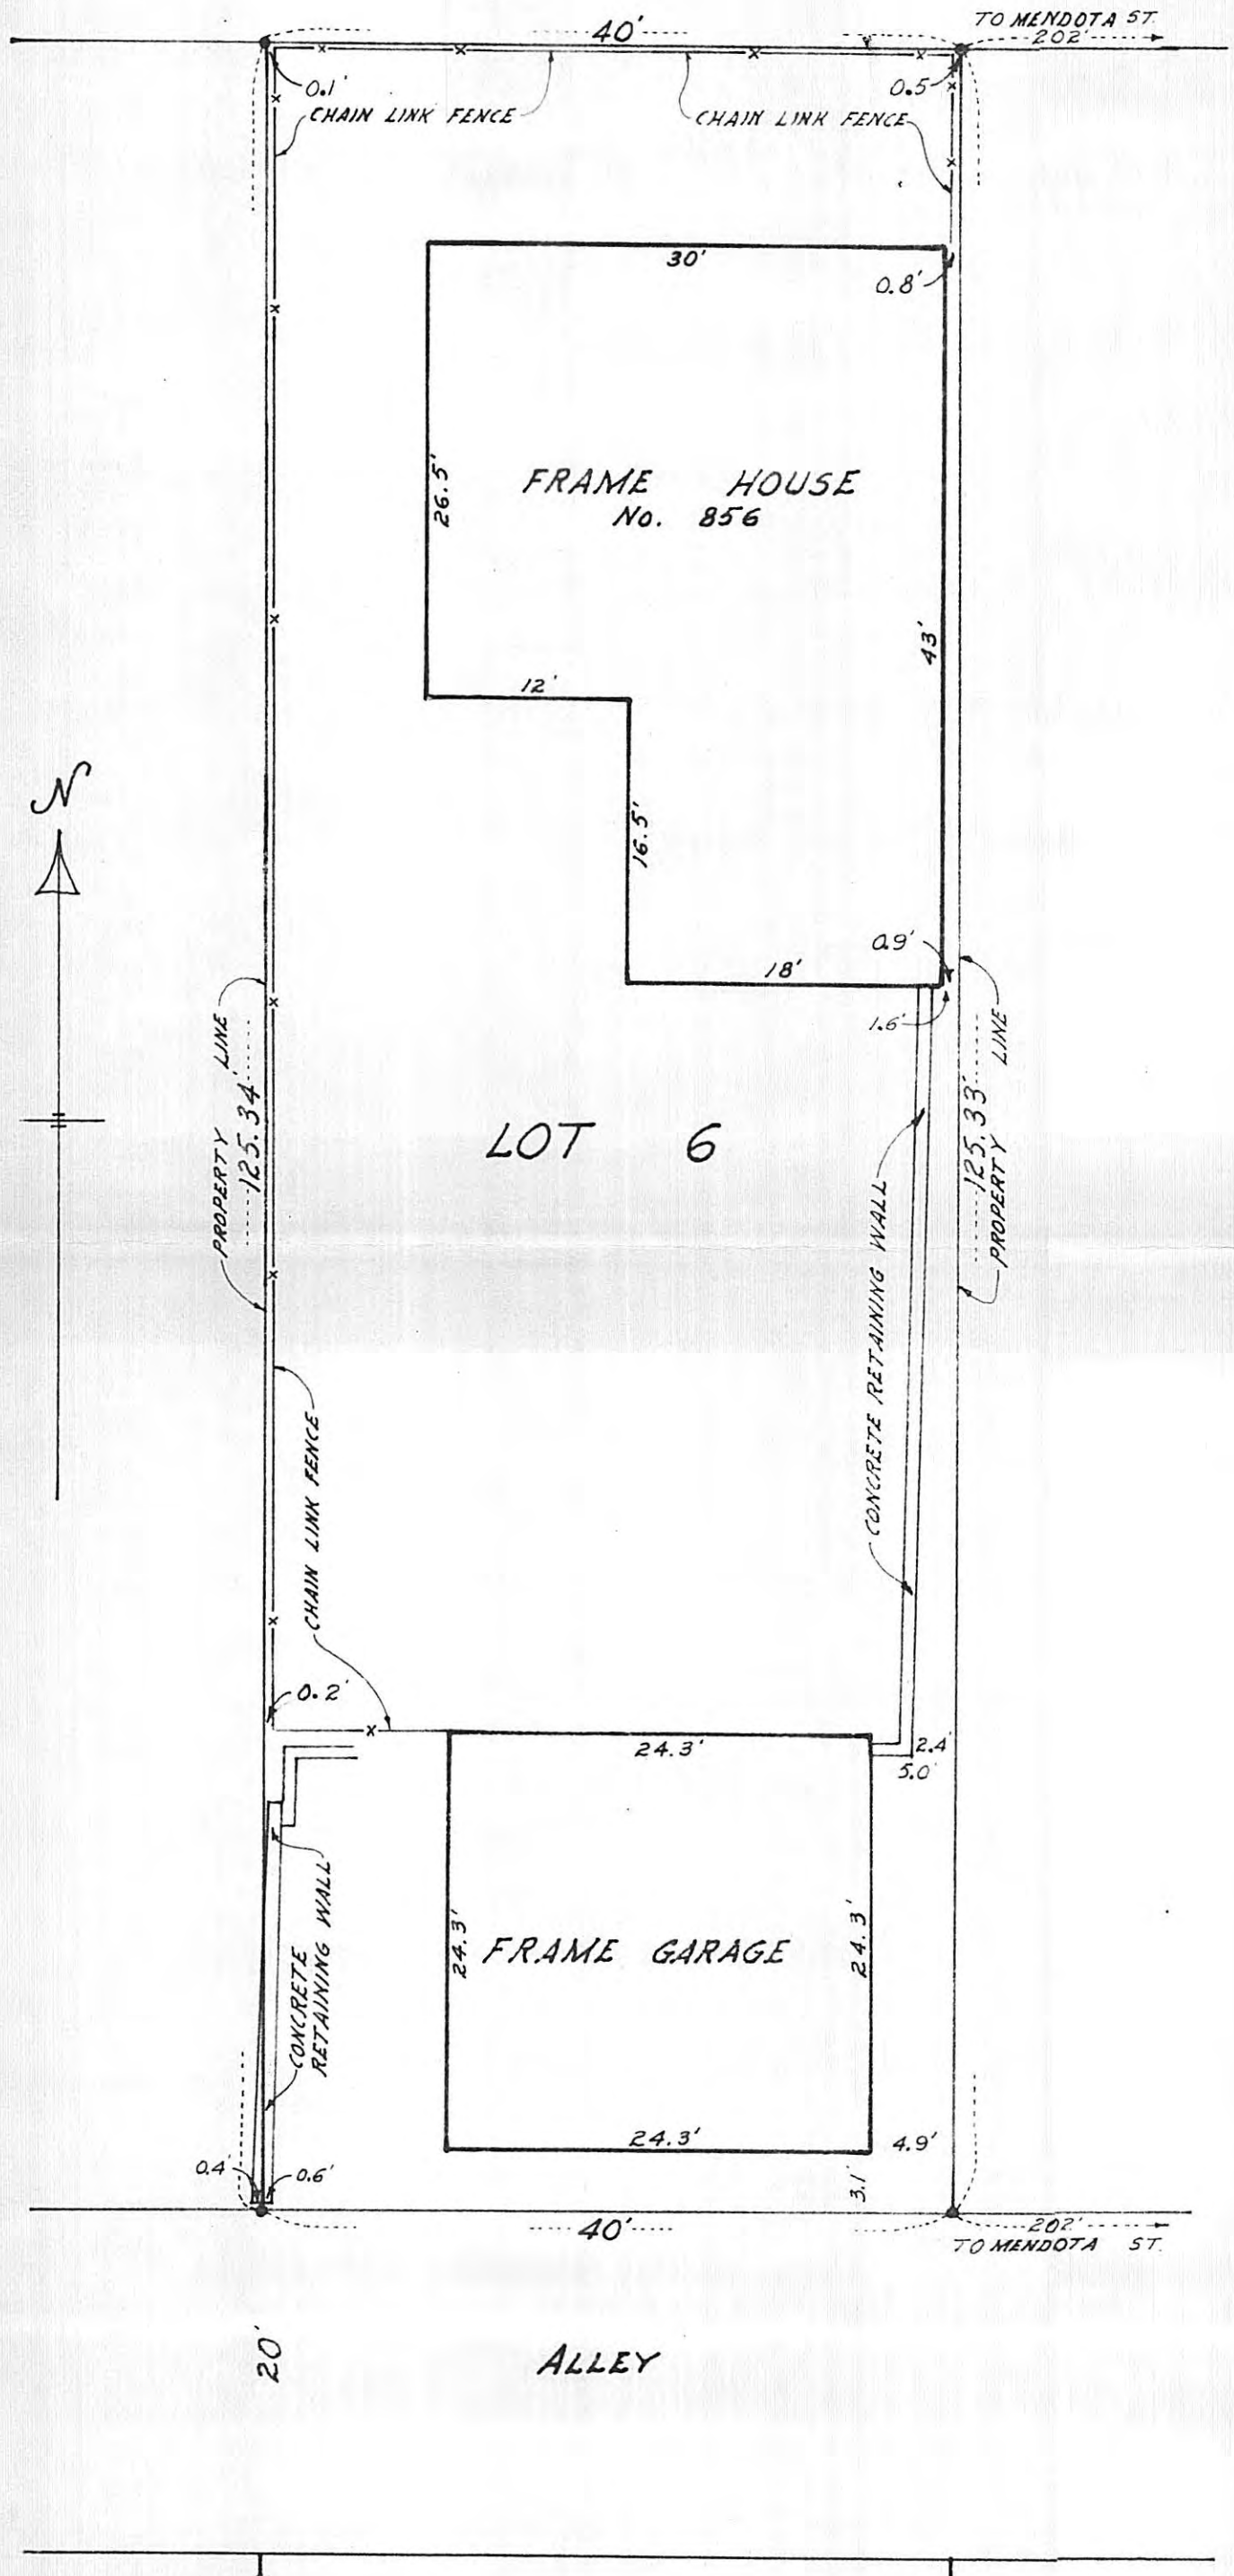 TO MENDOTA ST.
202'
40'
0.1'
0.5'
CHAIN LINK FENCE
CHAIN LINK FENCE
30'
0.8'
26.5'
FRAME HOUSE
No. 856
43'
12'
N
16.5'
0.9'
18'
1.6'
PROPERTY LINE
125.34'
LOT 6
125.33'
PROPERTY LINE
CONCRETE RETAINING WALL
CHAIN LINK FENCE
0.2'
24.3'
2.4'
5.0'
CONCRETE
RETAINING WALL
24.3'
FRAME GARAGE
24.3'
24.3'
4.9'
0.4'
0.6'
3.1'
40'
202'
TO MENDOTA ST.
20'
ALLEY